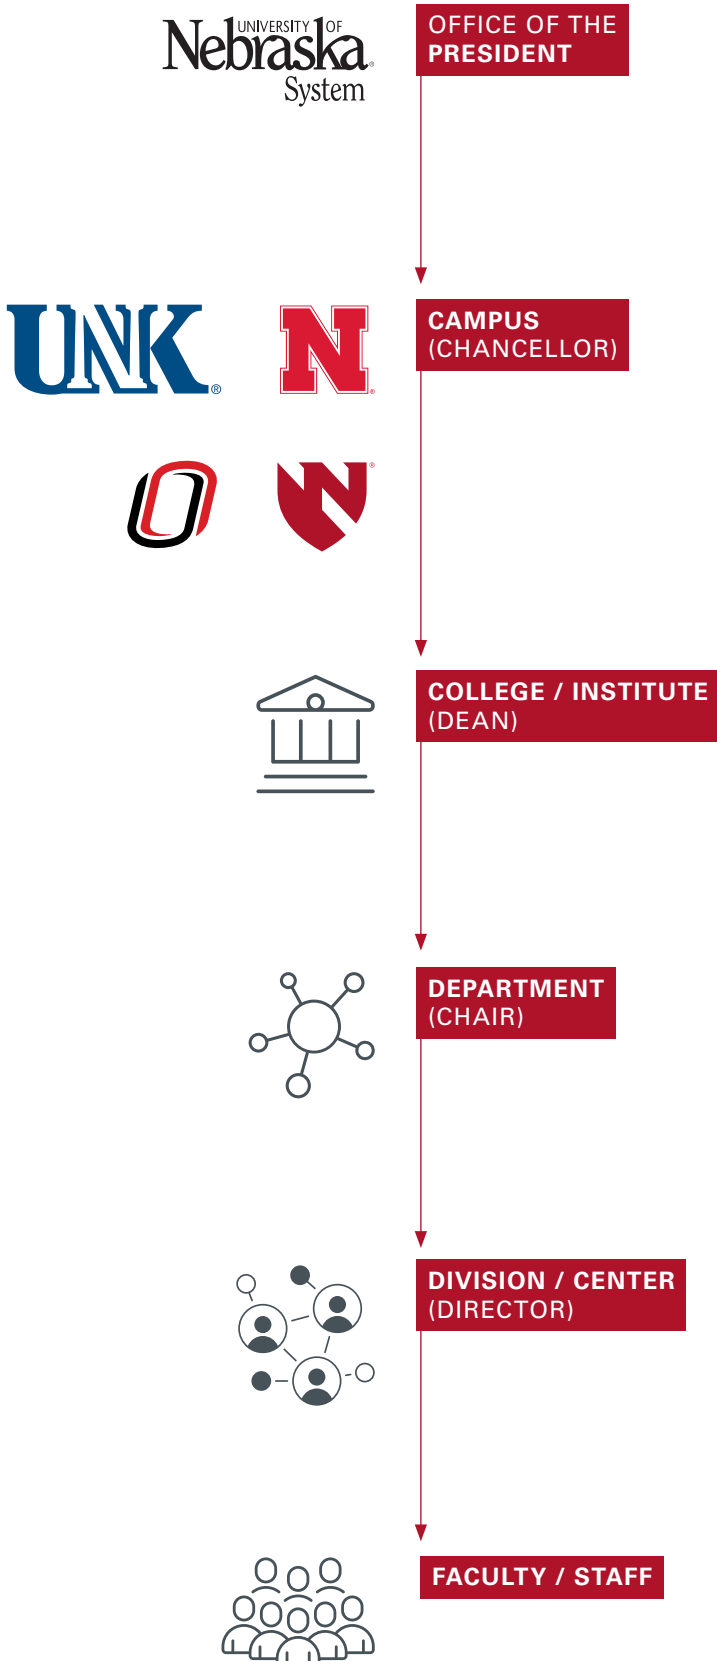 UNIVERSITY OF
Nebraska®
System
OFFICE OF THE
PRESIDENT
UNK®
N®
CAMPUS
(CHANCELLOR)
O
N®
COLLEGE / INSTITUTE
(DEAN)
DEPARTMENT
(CHAIR)
DIVISION / CENTER
(DIRECTOR)
FACULTY / STAFF